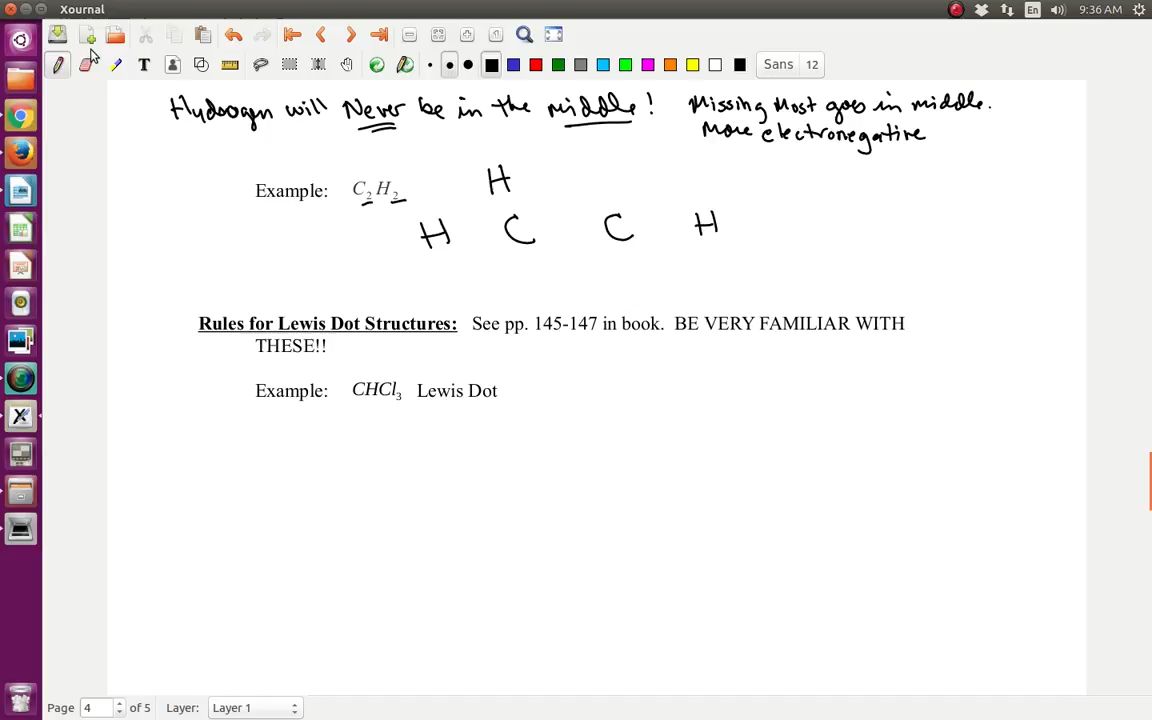 Xournal
En
9:36 AM
Sans 12
Hydrogen will Never be in the middle! Missing Most goes in middle.
More electronegative
Example: C₂H₂
H
H C C H
Rules for Lewis Dot Structures: See pp. 145-147 in book. BE VERY FAMILIAR WITH
THESE!!
Example: CHCl₃ Lewis Dot
Page 4 of 5 Layer: Layer 1